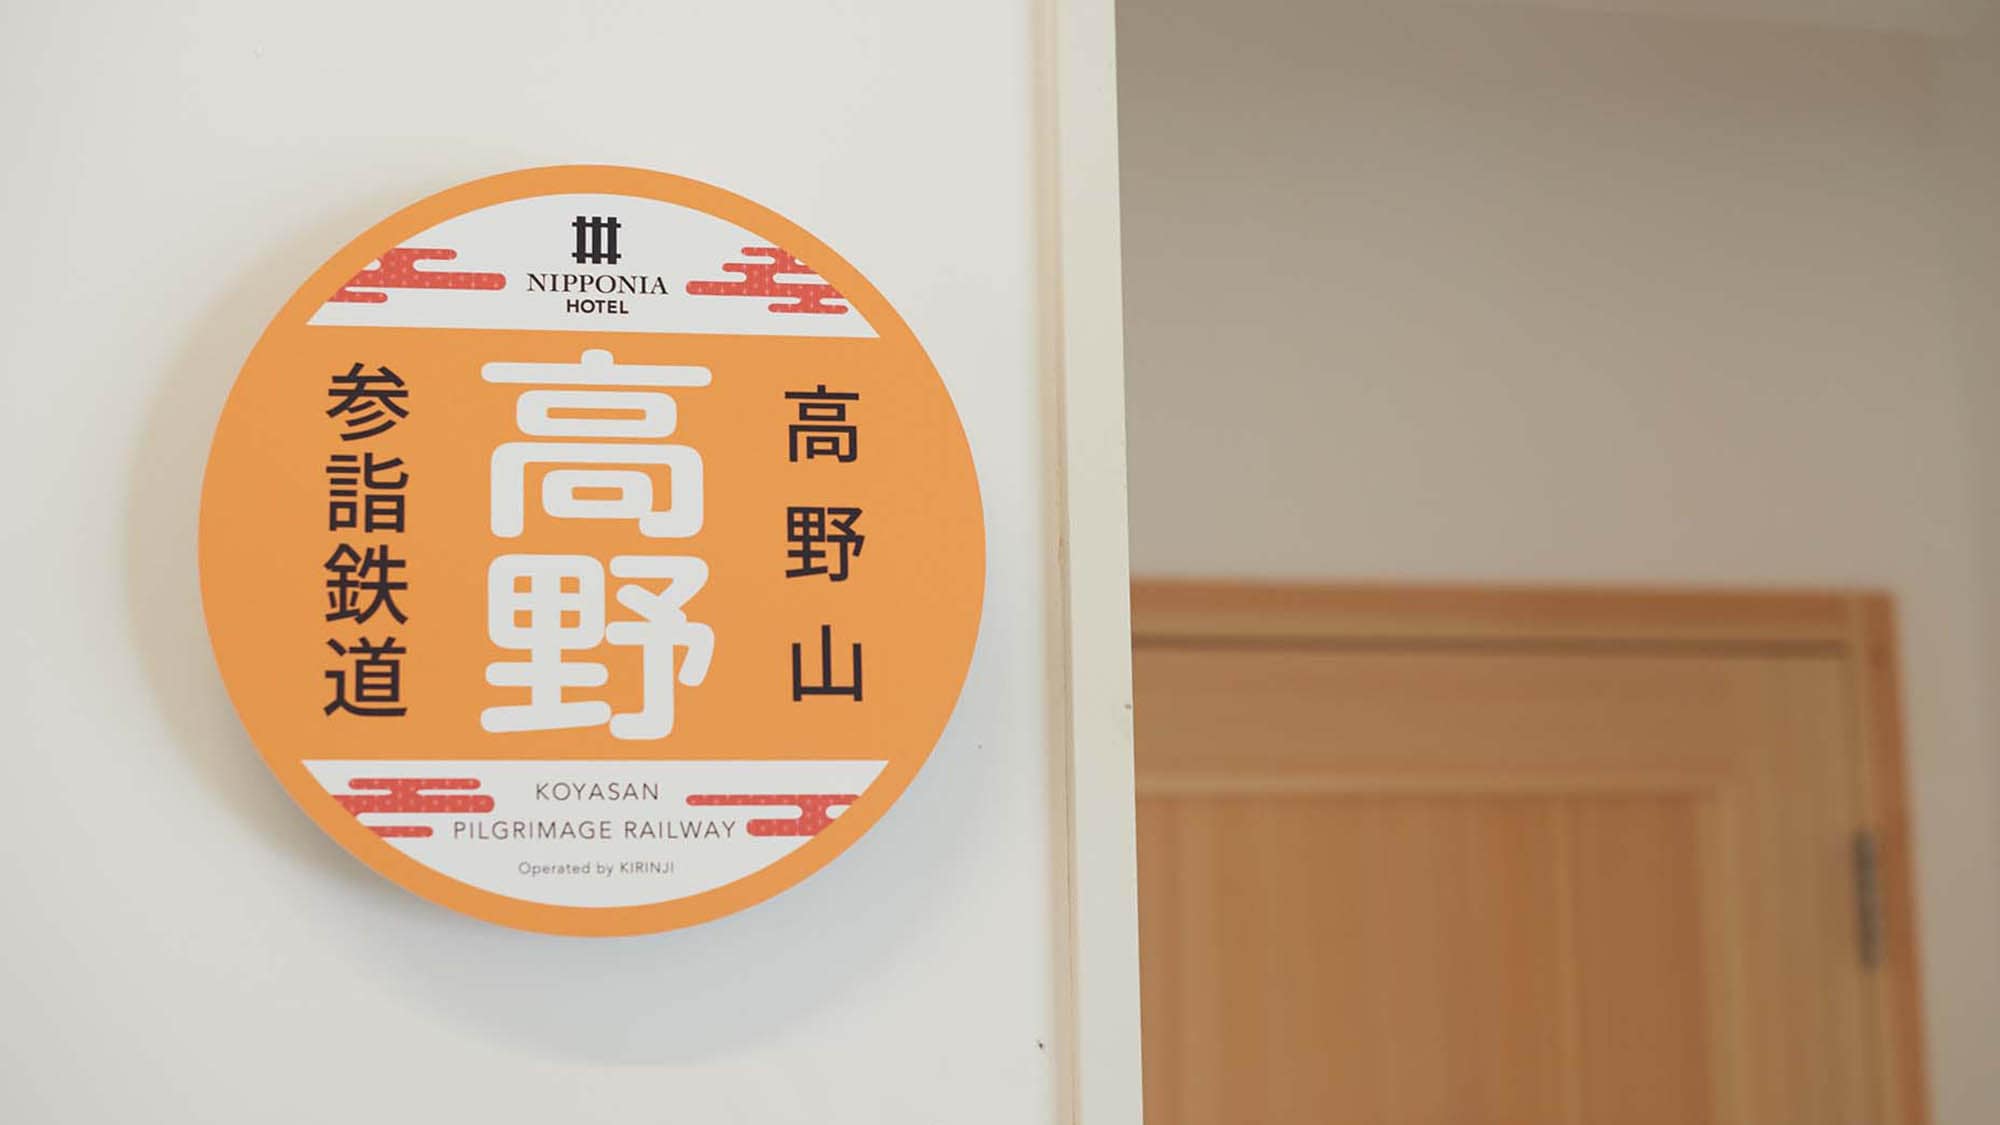 NIPPONIA
HOTEL
高野山
高野
参詣鉄道
KOYASAN
PILGRIMAGE RAILWAY
Operated by KIRINJI